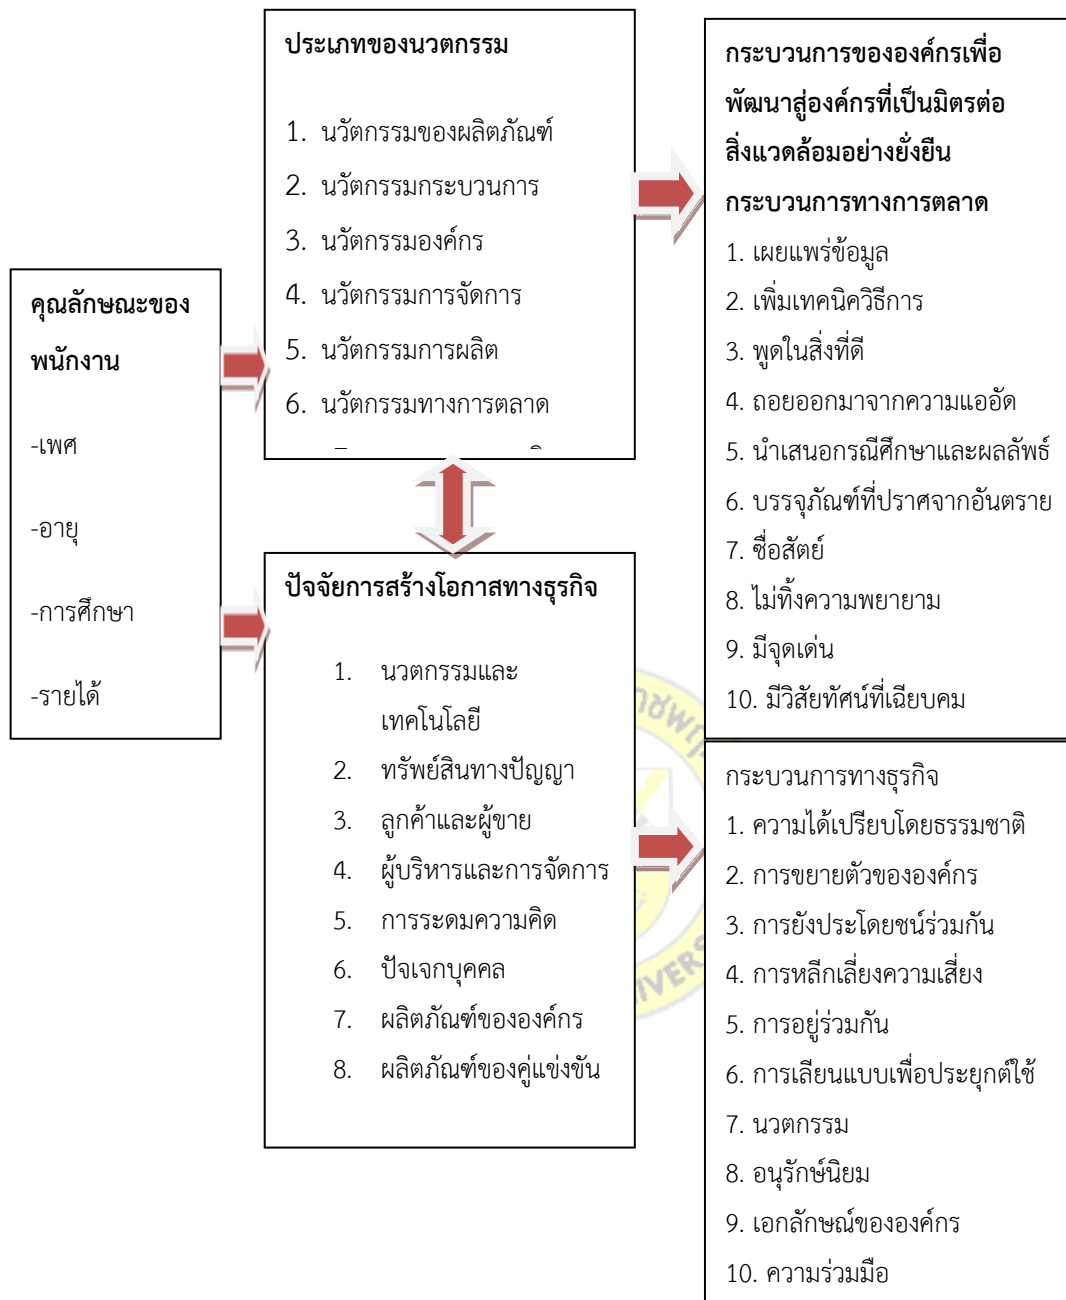 คุณลักษณะของ
พนักงาน
-เพศ
-อายุ
-การศึกษา
-รายได้
ประเภทของนวตกรรม
1. นวัตกรรมของผลิตภัณฑ์
2. นวัตกรรมกระบวนการ
3. นวัตกรรมองค์กร
4. นวัตกรรมการจัดการ
5. นวัตกรรมการผลิต
6. นวัตกรรมทางการตลาด
ปัจจัยการสร้างโอกาสทางธุรกิจ
1. นวตกรรมและ
เทคโนโลยี
2. ทรัพย์สินทางปัญญา
3. ลูกค้าและผู้ขาย
4. ผู้บริหารและการจัดการ
5. การระดมความคิด
6. ปัจเจกบุคคล
7. ผลิตภัณฑ์ขององค์กร
8. ผลิตภัณฑ์ของคู่แข่งขัน
กระบวนการขององค์กรเพื่อ
พัฒนาสู่องค์กรที่เป็นมิตรต่อ
สิ่งแวดล้อมอย่างยั่งยืน
กระบวนการทางการตลาด
1. เผยแพร่ข้อมูล
2. เพิ่มเทคนิควิธีการ
3. พูดในสิ่งที่ดี
4. ถอยออกมาจากความแออัด
5. นำเสนอกรณีศึกษาและผลลัพธ์
6. บรรจุภัณฑ์ที่ปราศจากอันตราย
7. ซื่อสัตย์
8. ไม่ทิ้งความพยายาม
9. มีจุดเด่น
10. มีวิสัยทัศน์ที่เฉียบคม
กระบวนการทางธุรกิจ
1. ความได้เปรียบโดยธรรมชาติ
2. การขยายตัวขององค์กร
3. การยังประโดยชน์ร่วมกัน
4. การหลีกเลี่ยงความเสี่ยง
5. การอยู่ร่วมกัน
6. การเลียนแบบเพื่อประยุกต์ใช้
7. นวตกรรม
8. อนุรักษ์นิยม
9. เอกลักษณ์ขององค์กร
10. ความร่วมมือ